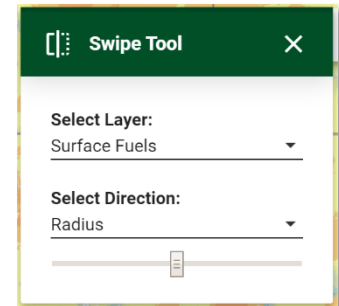 Swipe Tool
Select Layer:
Surface Fuels
Select Direction:
Radius